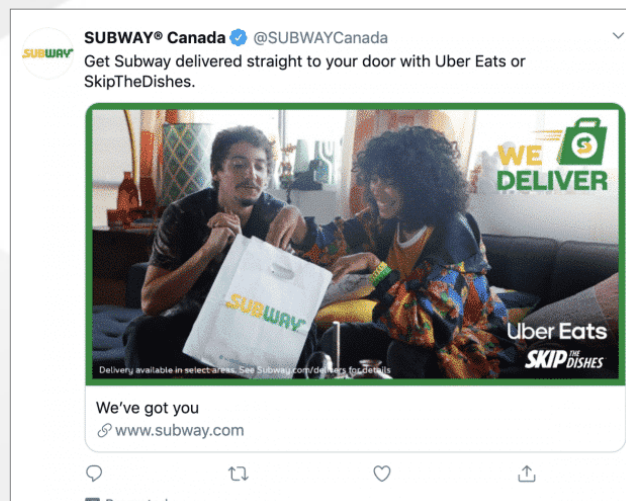 SUBWAY® Canada @SUBWAYCanada
SUBWAY
Get Subway delivered straight to your door with Uber Eats or
SkipTheDishes.
WE
DELIVER
SUBWAY
Uber Eats
SKIP THE DISHES
Delivery available in select areas. See Subway.com/delivers for details
We've got you
www.subway.com